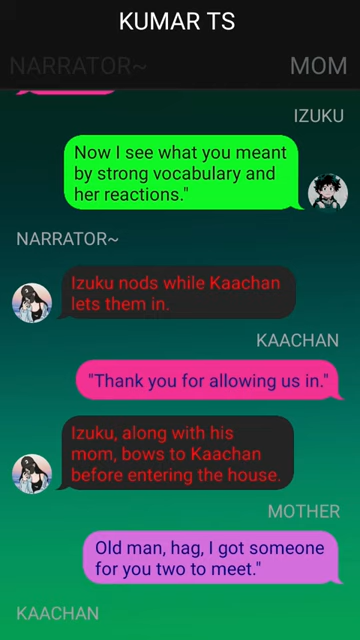 KUMAR TS
NARRATOR~
MOM
IZUKU
Now I see what you meant
by strong vocabulary and
her reactions."
NARRATOR~
Izuku nods while Kaachan
lets them in.
KAACHAN
"Thank you for allowing us in."
Izuku, along with his
mom, bows to Kaachan
before entering the house.
MOTHER
Old man, hag, I got someone
for you two to meet."
KAACHAN